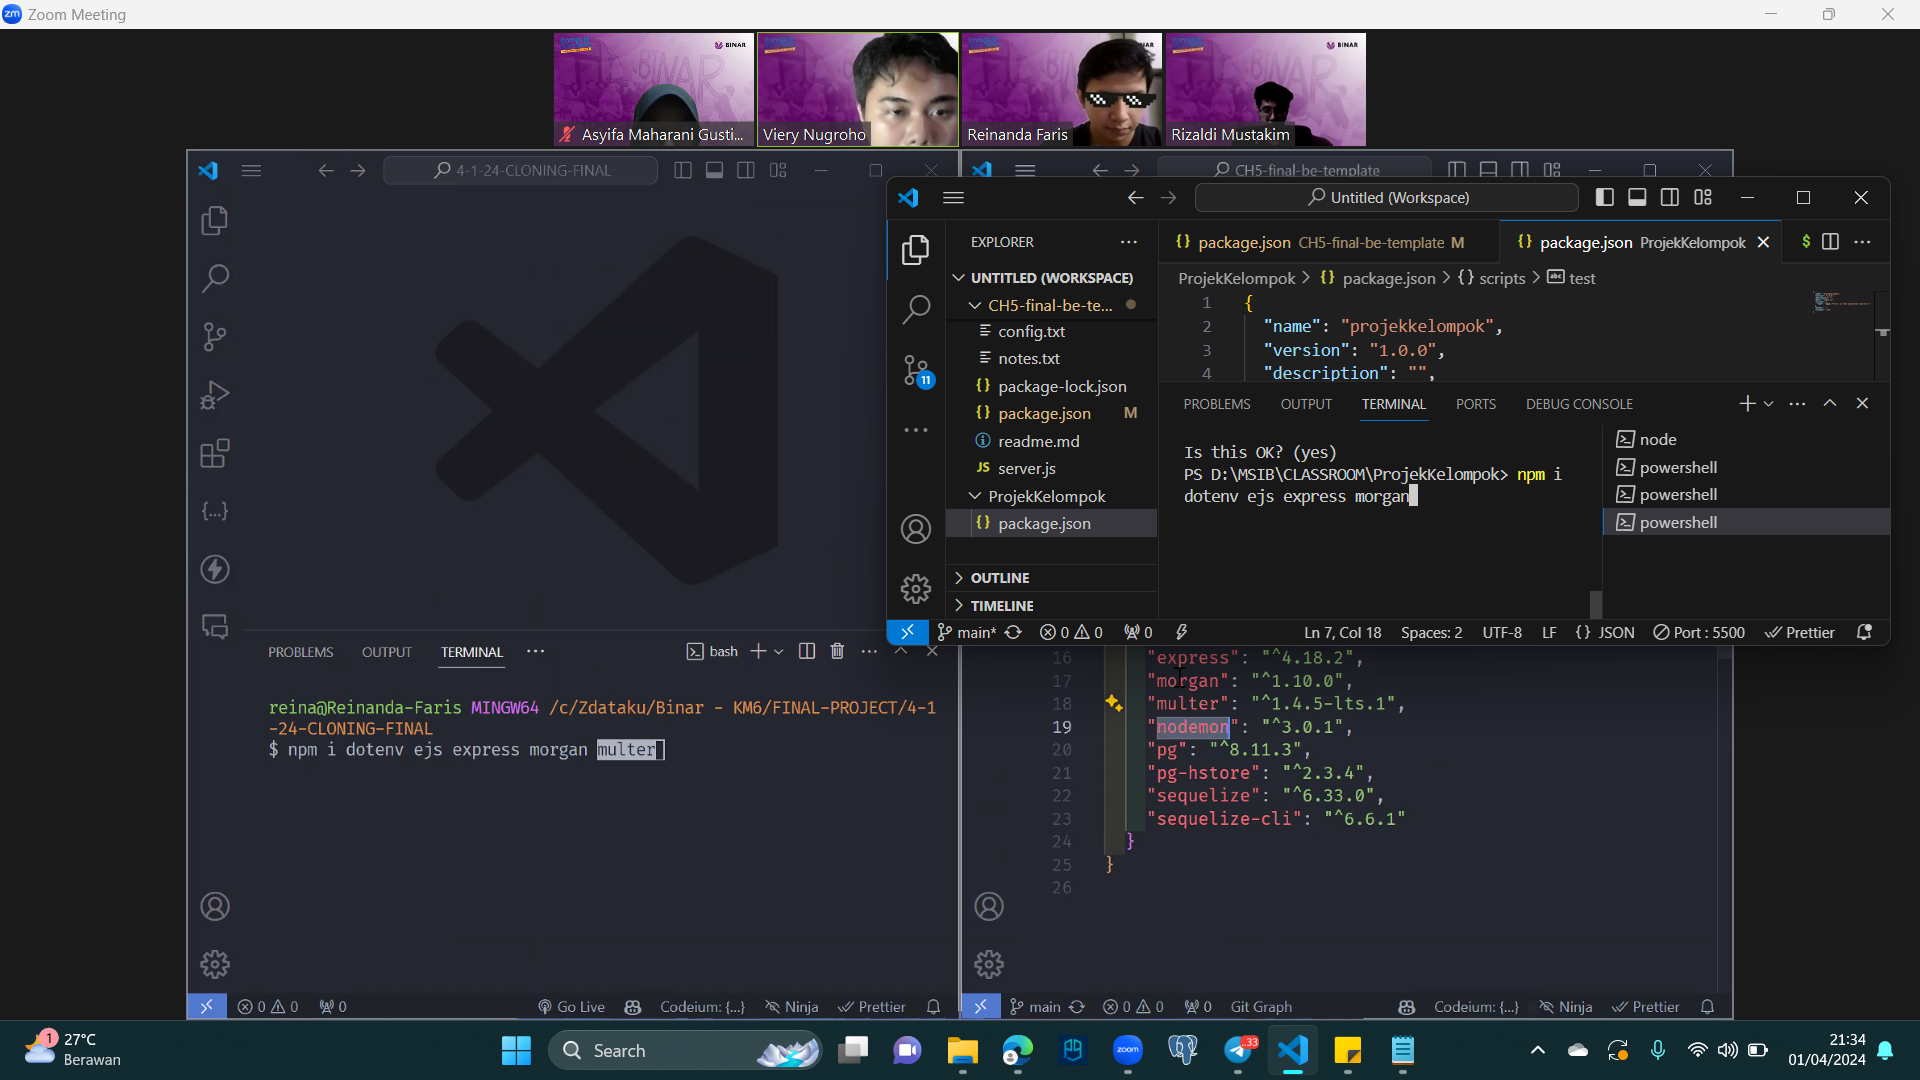 Zoom Meeting
BINAR
BINAR
Asyifa Maharani Gusti...
Viery Nugroho
Reinanda Faris
Rizaldi Mustakim
4-1-24-CLONING-FINAL
CH5-final-be-template
Untitled (Workspace)
EXPLORER
package.json CH5-final-be-template M
package.json ProjekKelompok
$
UNTITLED (WORKSPACE)
ProjekKelompok > {} package.json > {} scripts > abc test
CH5-final-be-te...
config.txt
notes.txt
package-lock.json
package.json M
readme.md
JS server.js
ProjekKelompok
package.json
OUTLINE
TIMELINE
11
1 {
2 "name": "projekkelompok",
3 "version": "1.0.0",
4 "description": "",
PROBLEMS OUTPUT TERMINAL PORTS DEBUG CONSOLE
Is this OK? (yes)
PS D:\MSIB\CLASSROOM\ProjekKelompok> npm i
dotenv ejs express morgan
node
powershell
powershell
powershell
main* 0 0 0 Ln 7, Col 18 Spaces: 2 UTF-8 LF {} JSON Port : 5500 Prettier
PROBLEMS OUTPUT TERMINAL ... bash
reina@Reinanda-Faris MINGW64 /c/Zdataku/Binar - KM6/FINAL-PROJECT/4-1
-24-CLONING-FINAL
$ npm i dotenv ejs express morgan multer
16 "express": "^4.18.2",
17 "morgan": "^1.10.0",
18 "multer": "^1.4.5-lts.1",
19 "nodemon": "^3.0.1",
20 "pg": "^8.11.3",
21 "pg-hstore": "^2.3.4",
22 "sequelize": "^6.33.0",
23 "sequelize-cli": "^6.6.1"
24 }
25 }
26
0 0 0 Go Live Codeium: {...} Ninja Prettier
main 0 0 0 Git Graph Codeium: {...} Ninja Prettier
1
27°C
Berawan
Search
zoom
33
21:34
01/04/2024